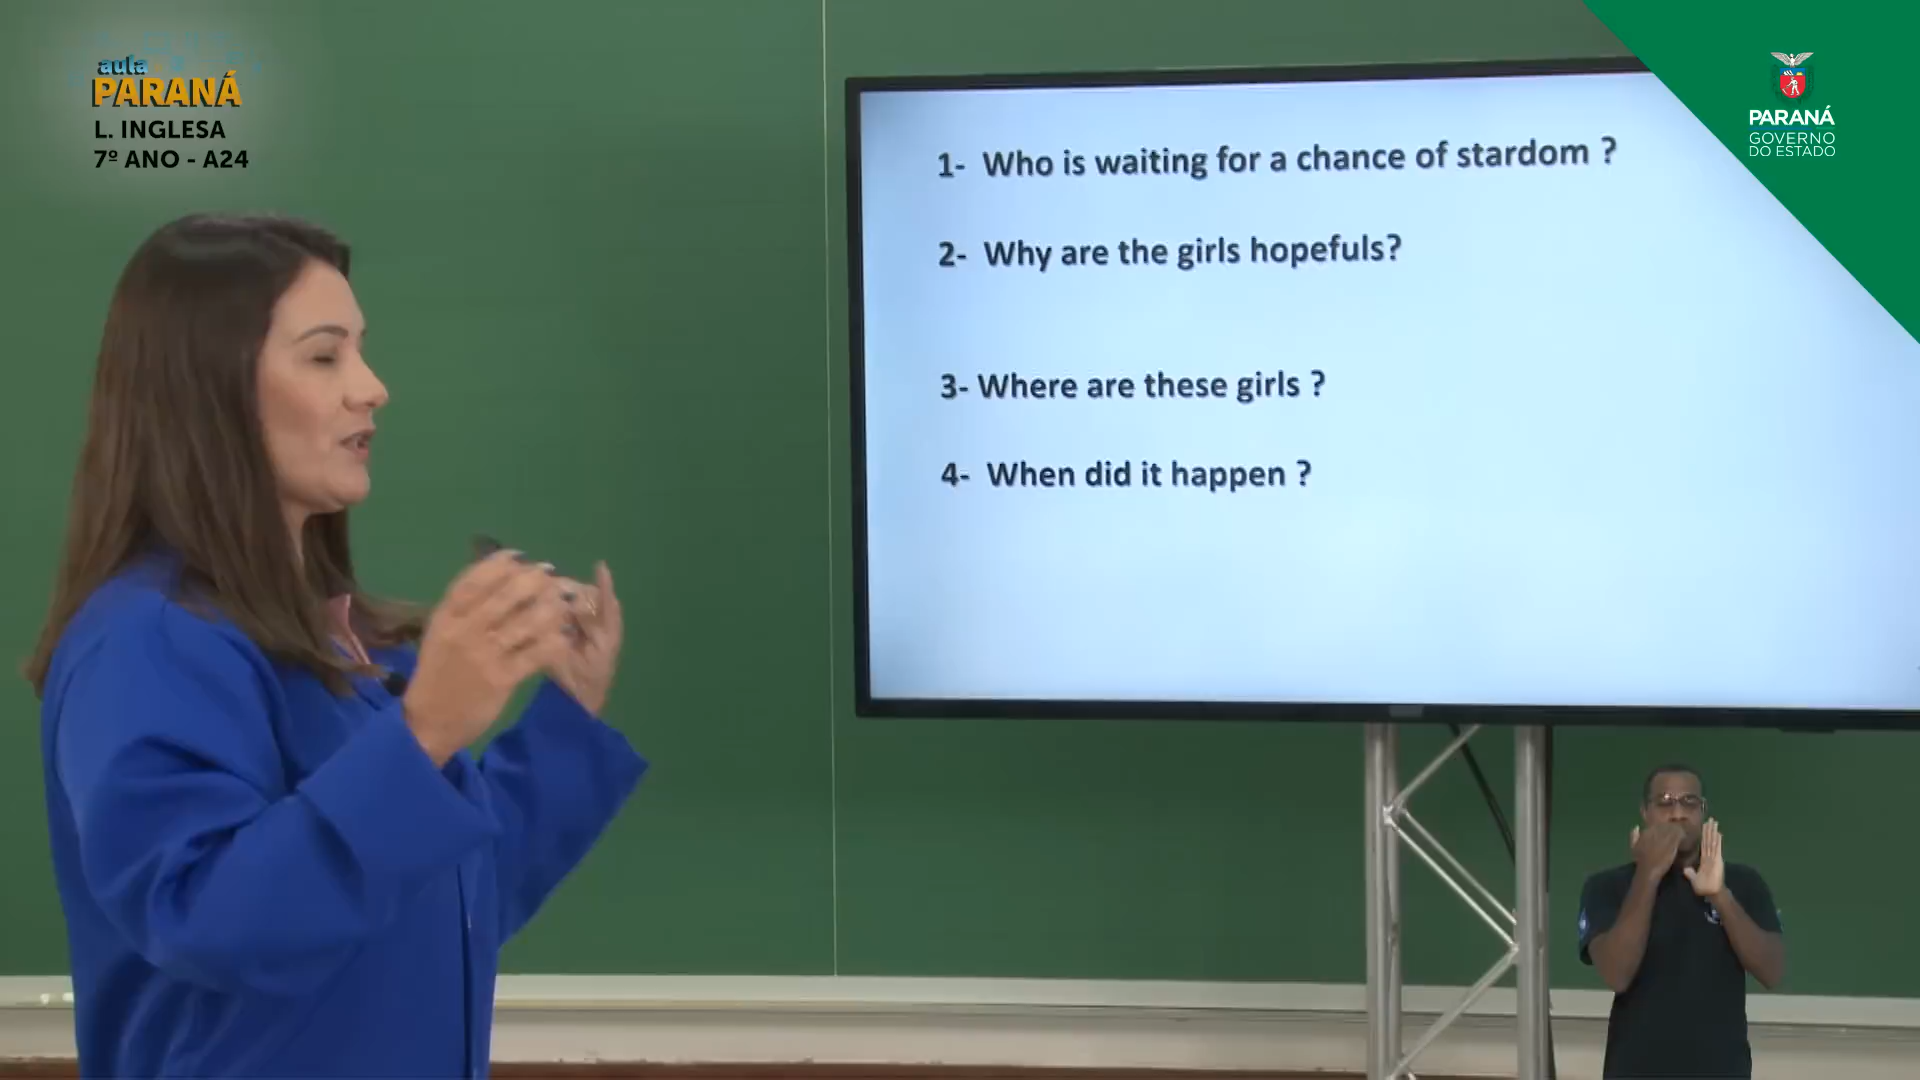 aula
PARANÁ
L. INGLESA
7º ANO - A24
1- Who is waiting for a chance of stardom ?
2- Why are the girls hopefuls?
3- Where are these girls ?
4- When did it happen ?
PARANÁ
GOVERNO
DO ESTADO